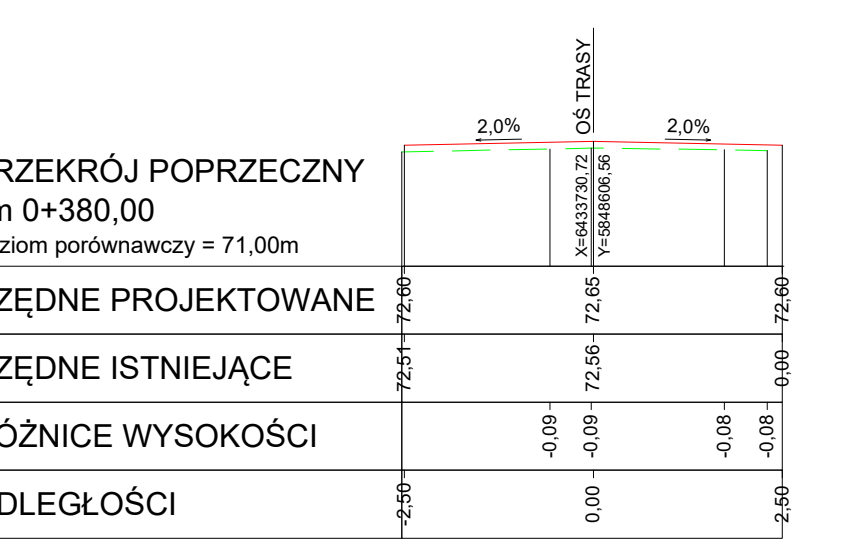 OŚ TRASY
2,0% 2,0%
X=6433730,72
Y=5848606,56
RZEKRÓJ POPRZECZNY
m 0+380,00
ziom porównawczy = 71,00m
ZĘDNE PROJEKTOWANE 72,60 72,65 72,60
ZĘDNE ISTNIEJĄCE 72,51 72,56 0,00
ÓŻNICE WYSOKOŚCI -0,09 -0,09 -0,08 -0,08
DLEGŁOŚCI -2,50 0,00 2,50